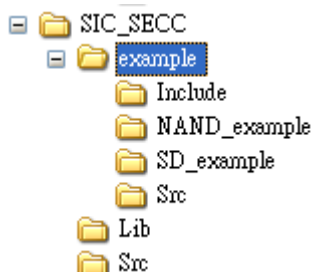 SIC_SECC
example
Include
NAND_example
SD_example
Src
Lib
Src